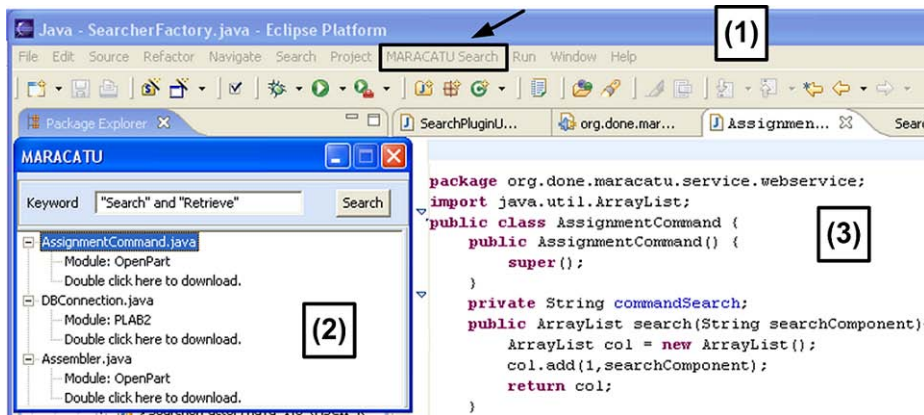 Java - SearcherFactory.java - Eclipse Platform
(1)
File Edit Source Refactor Navigate Search Project MARACATU Search Run Window Help
Package Explorer
SearchPluginU...
org.done.mar...
Assignmen...
Sear
MARACATU
Keyword "Search" and "Retrieve" Search
AssignmentCommand.java
Module: OpenPart
Double click here to download.
DBConnection.java
Module: PLAB2
Double click here to download.
Assembler.java
Module: OpenPart
Double click here to download.
(2)
package org.done.maracatu.service.webservice;
import java.util.ArrayList;
public class AssignmentCommand {
public AssignmentCommand() {
super();
}
private String commandSearch;
public ArrayList search(String searchComponent)
ArrayList col = new ArrayList();
col.add(1,searchComponent);
return col;
}
(3)